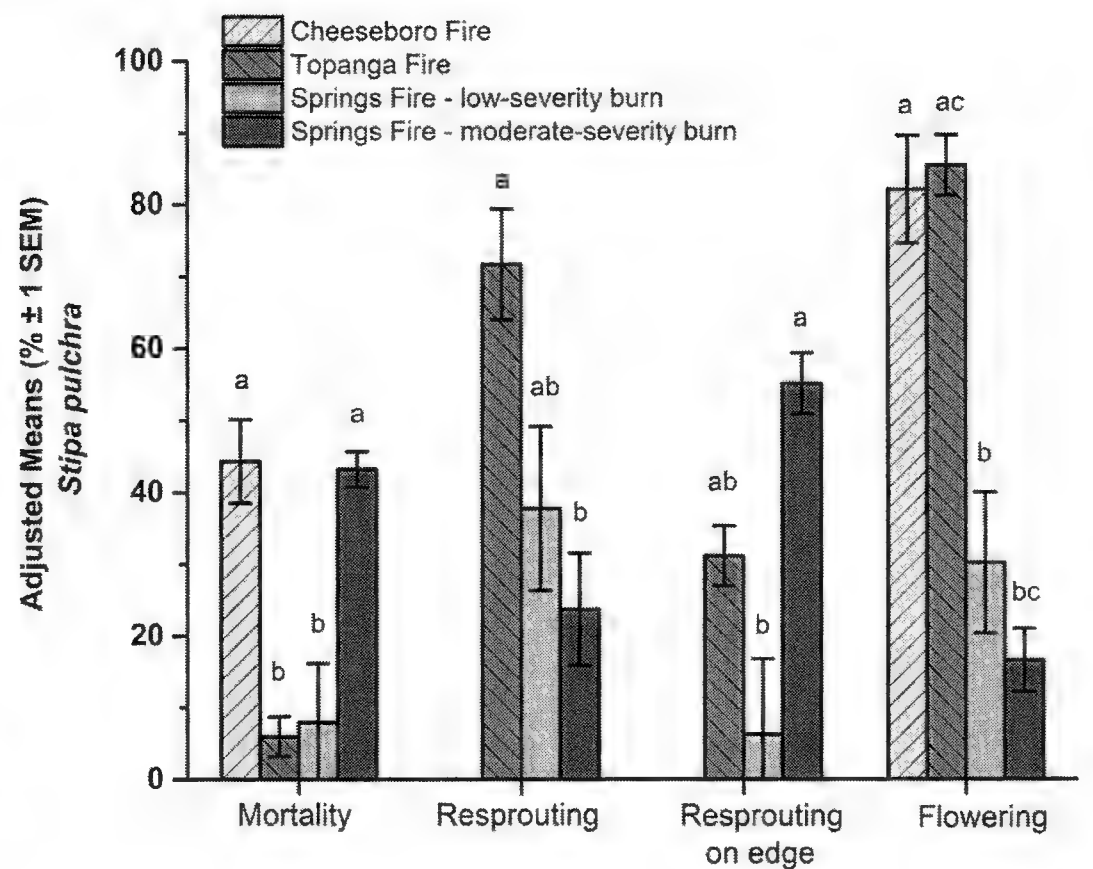 Cheeseboro Fire
Topanga Fire
Springs Fire - low-severity burn
Springs Fire - moderate-severity burn
Adjusted Means (% ± 1 SEM)
Stipa pulchra
100
80
60
40
20
0
a
b
b
a
a
ab
b
ab
b
a
a
ac
b
bc
Mortality
Resprouting
Resprouting
on edge
Flowering